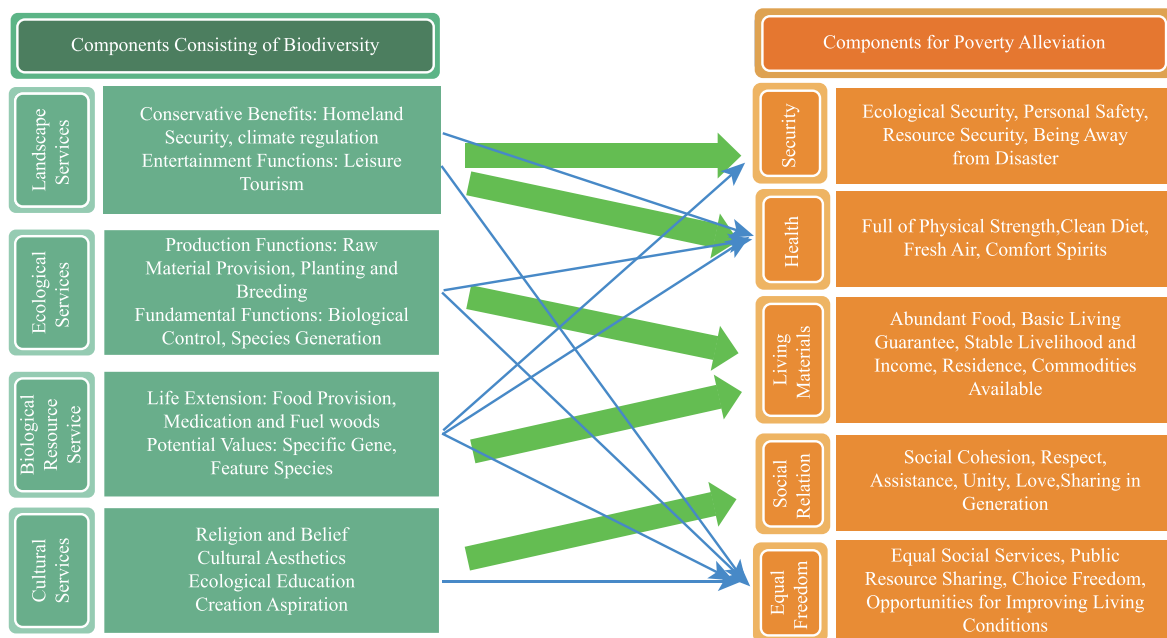 Components Consisting of Biodiversity
Landscape
Services
Conservative Benefits: Homeland
Security, climate regulation
Entertainment Functions: Leisure
Tourism
Ecological
Services
Production Functions: Raw
Material Provision, Planting and
Breeding
Fundamental Functions: Biological
Control, Species Generation
Biological
Resource
Service
Life Extension: Food Provision,
Medication and Fuel woods
Potential Values: Specific Gene,
Feature Species
Cultural
Services
Religion and Belief
Cultural Aesthetics
Ecological Education
Creation Aspiration
Components for Poverty Alleviation
Security
Ecological Security, Personal Safety,
Resource Security, Being Away
from Disaster
Health
Full of Physical Strength,Clean Diet,
Fresh Air, Comfort Spirits
Living
Materials
Abundant Food, Basic Living
Guarantee, Stable Livelihood and
Income, Residence, Commodities
Available
Social
Relation
Social Cohesion, Respect,
Assistance, Unity, Love,Sharing in
Generation
Equal
Freedom
Equal Social Services, Public
Resource Sharing, Choice Freedom,
Opportunities for Improving Living
Conditions